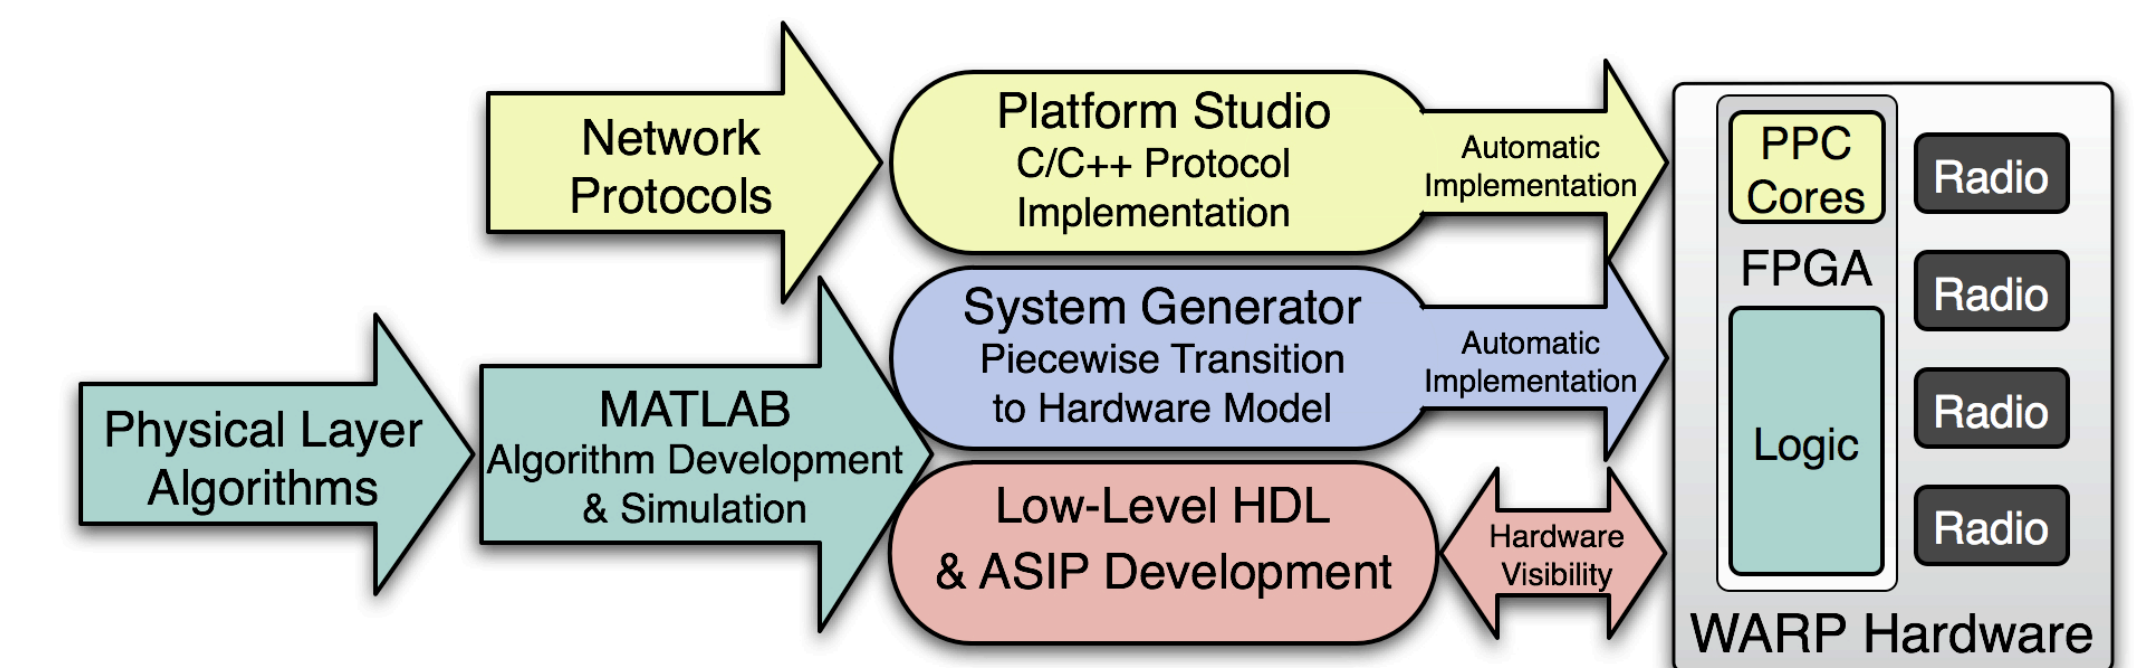 Network
Protocols
Platform Studio
C/C++ Protocol
Implementation
Automatic
Implementation
Physical Layer
Algorithms
MATLAB
Algorithm Development
& Simulation
System Generator
Piecewise Transition
to Hardware Model
Automatic
Implementation
Low-Level HDL
& ASIP Development
Hardware
Visibility
PPC
Cores
FPGA
Logic
Radio
Radio
Radio
Radio
WARP Hardware